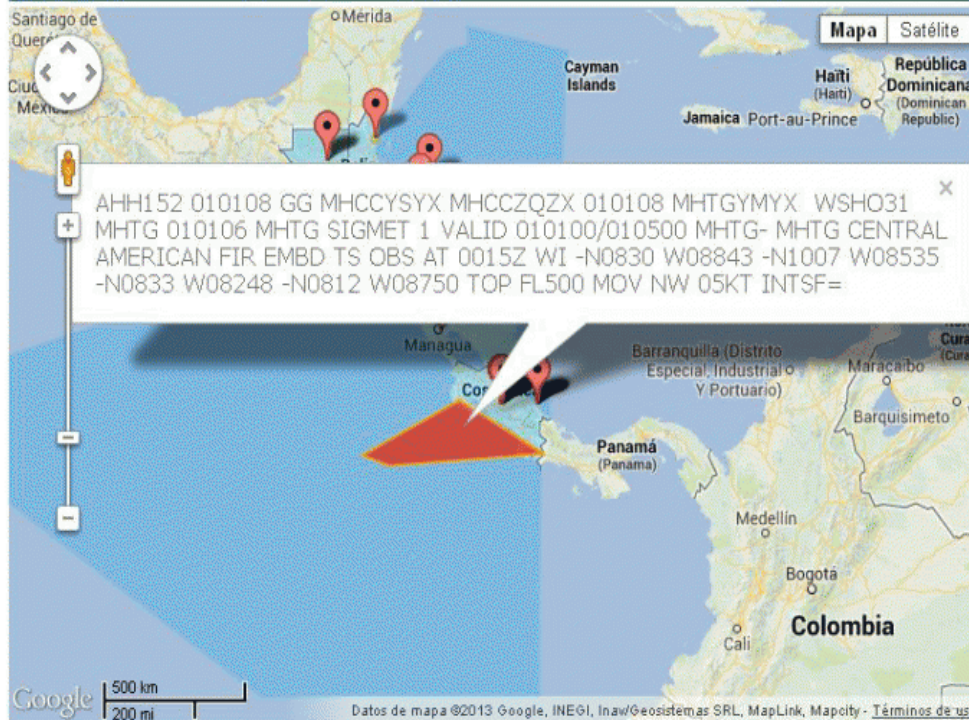 Santiago de
Mérida
Mapa
Satélite
Cayman
Islands
Haïti
(Haiti)
República
Dominicana
(Dominican
Republic)
Jamaica
Port-au-Prince
AHH152 010108 GG MHCCYSYX MHCCZQZX 010108 MHTGYMYX WSHO31
MHTG 010106 MHTG SIGMET 1 VALID 010100/010500 MHTG- MHTG CENTRAL
AMERICAN FIR EMBD TS OBS AT 0015Z WI -N0830 W08843 -N1007 W08535
-N0833 W08248 -N0812 W08750 TOP FL500 MOV NW 05KT INTSF=
Managua
Barranquilla (Distrito
Especial, Industrial
Y Portuario)
Maracaibo
Barquisimeto
Panamá
(Panama)
Medellín
Bogotá
Cali
Colombia
Google
500 km
200 mi
Datos de mapa ©2013 Google, INEGI, Inav/Geosistemas SRL, MapLink, Mapcity - Términos de us